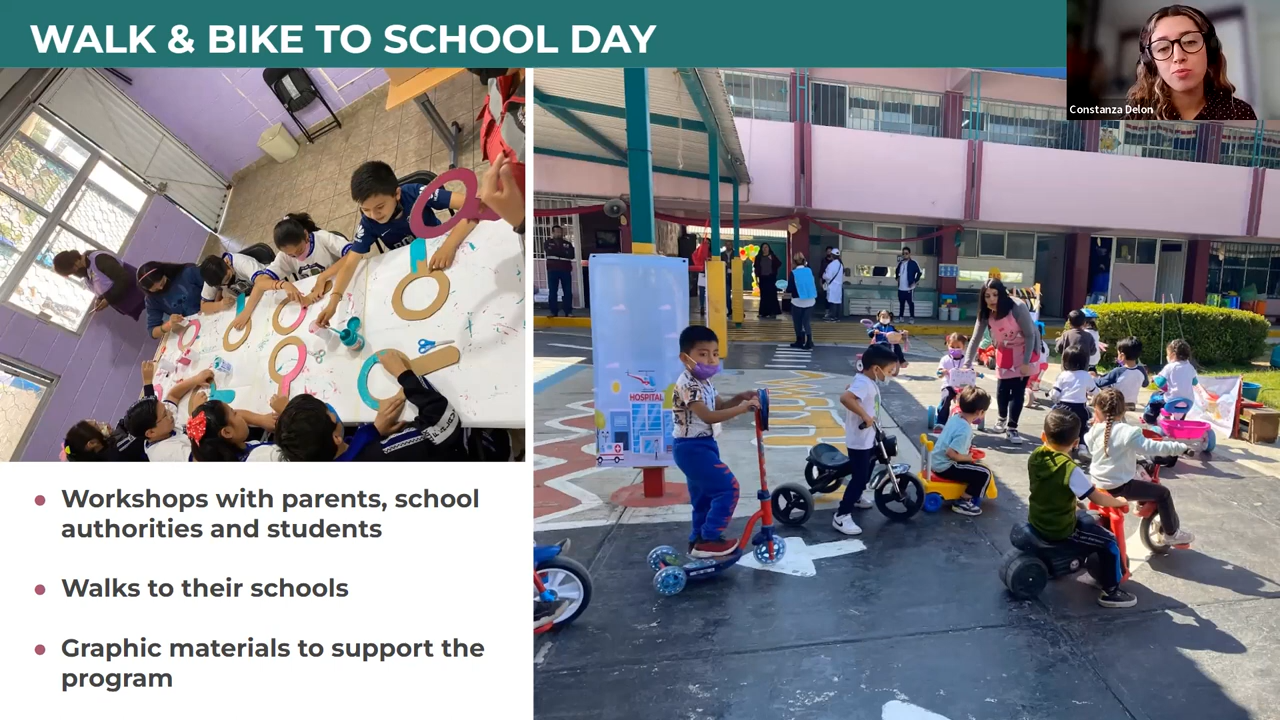 WALK & BIKE TO SCHOOL DAY
Constanza Delon
HOSPITAL
Workshops with parents, school
authorities and students
Walks to their schools
Graphic materials to support the
program